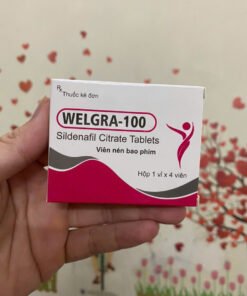 Rx Thuốc kê đơn
WELGRA-100
Sildenafil Citrate Tablets
Viên nén bao phim
Hộp 1 vỉ x 4 viên